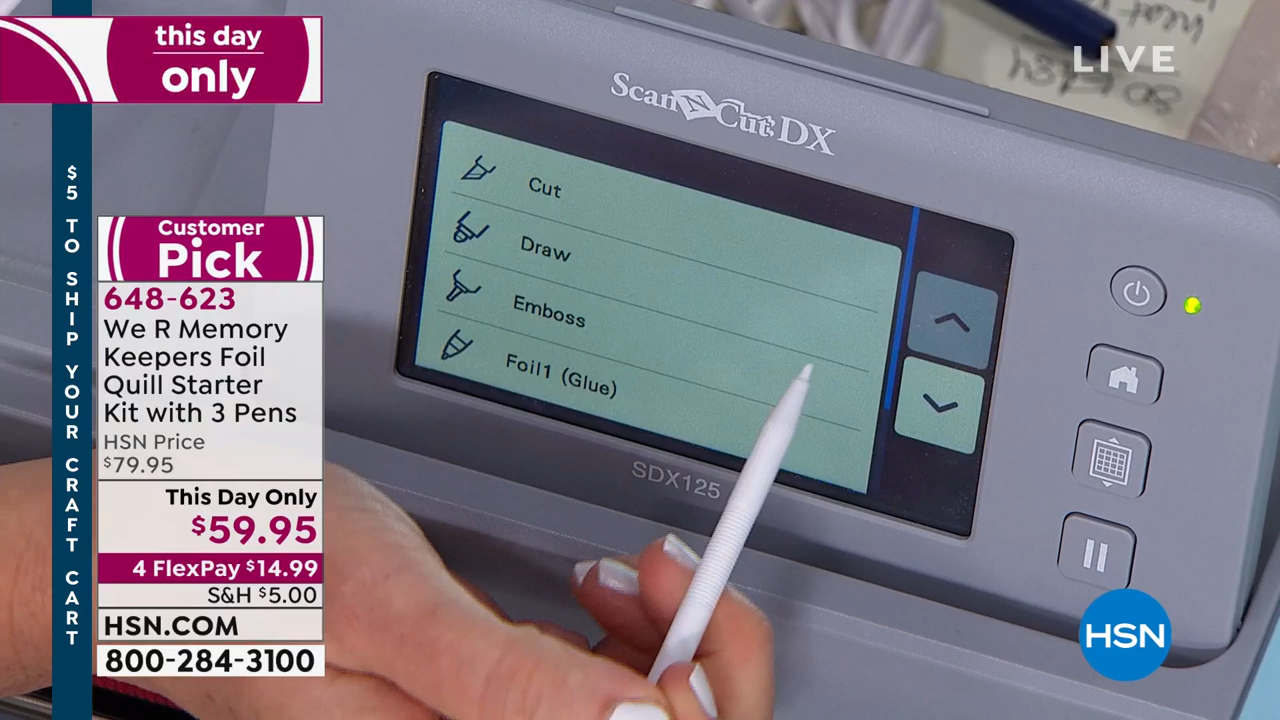 this day
only
$5 TO SHIP YOUR CRAFT CART
Customer
Pick
648-623
We R Memory
Keepers Foil
Quill Starter
Kit with 3 Pens
HSN Price
$79.95
This Day Only
$59.95
4 FlexPay $14.99
S&H $5.00
HSN.COM
800-284-3100
LIVE
ScanNCut DX
Cut
Draw
Emboss
Foil1 (Glue)
SDX125
HSN